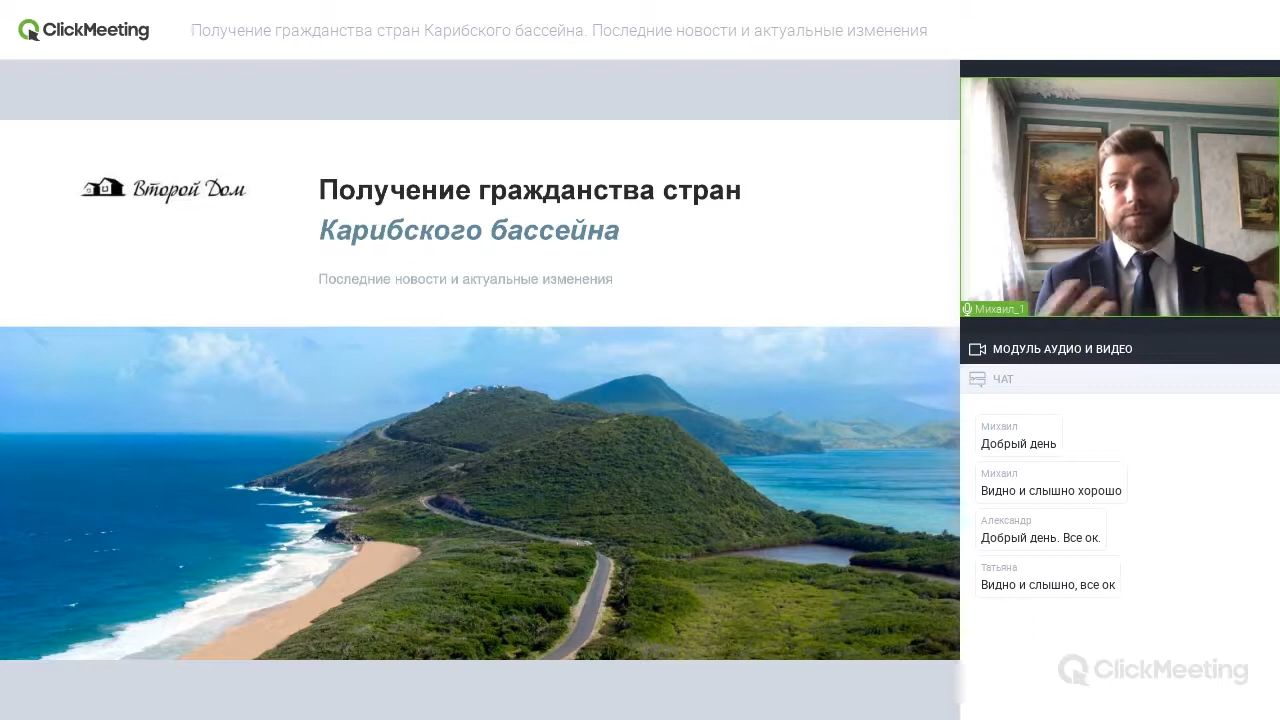 ClickMeeting
Получение гражданства стран Карибского бассейна. Последние новости и актуальные изменения
Второй Дом
Получение гражданства стран
Карибского бассейна
Последние новости и актуальные изменения
Михаил_1
МОДУЛЬ АУДИО И ВИДЕО
ЧАТ
Михаил
Добрый день
Михаил
Видно и слышно хорошо
Александр
Добрый день. Все ок.
Татьяна
Видно и слышно, все ок
ClickMeeting